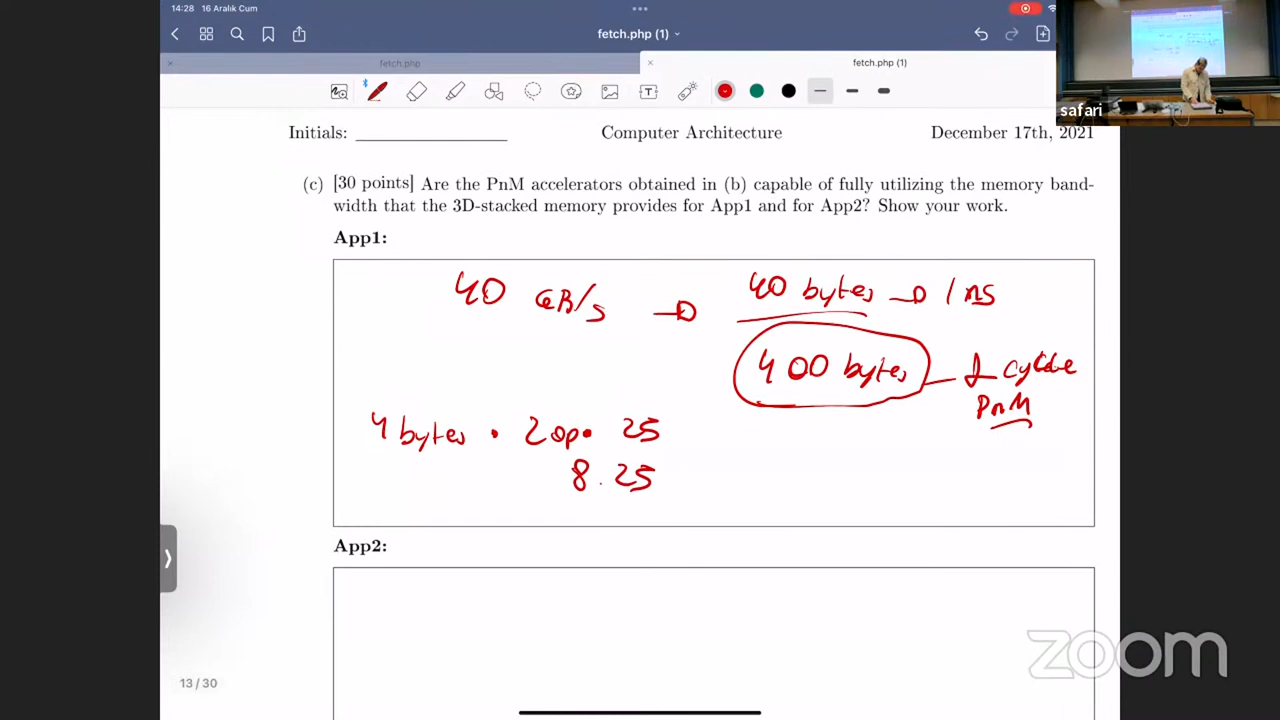 14:28 16 Aralık Cum
fetch.php (1)
fetch.php
fetch.php (1)
safari
Initials:
Computer Architecture
December 17th, 2021
(c) [30 points] Are the PnM accelerators obtained in (b) capable of fully utilizing the memory band-
width that the 3D-stacked memory provides for App1 and for App2? Show your work.
App1:
40 GB/s → 40 bytes → 1 ns
400 bytes – 1 cycle
PnM
4 bytes · 2 op · 25
8 . 25
App2:
13 / 30
zoom